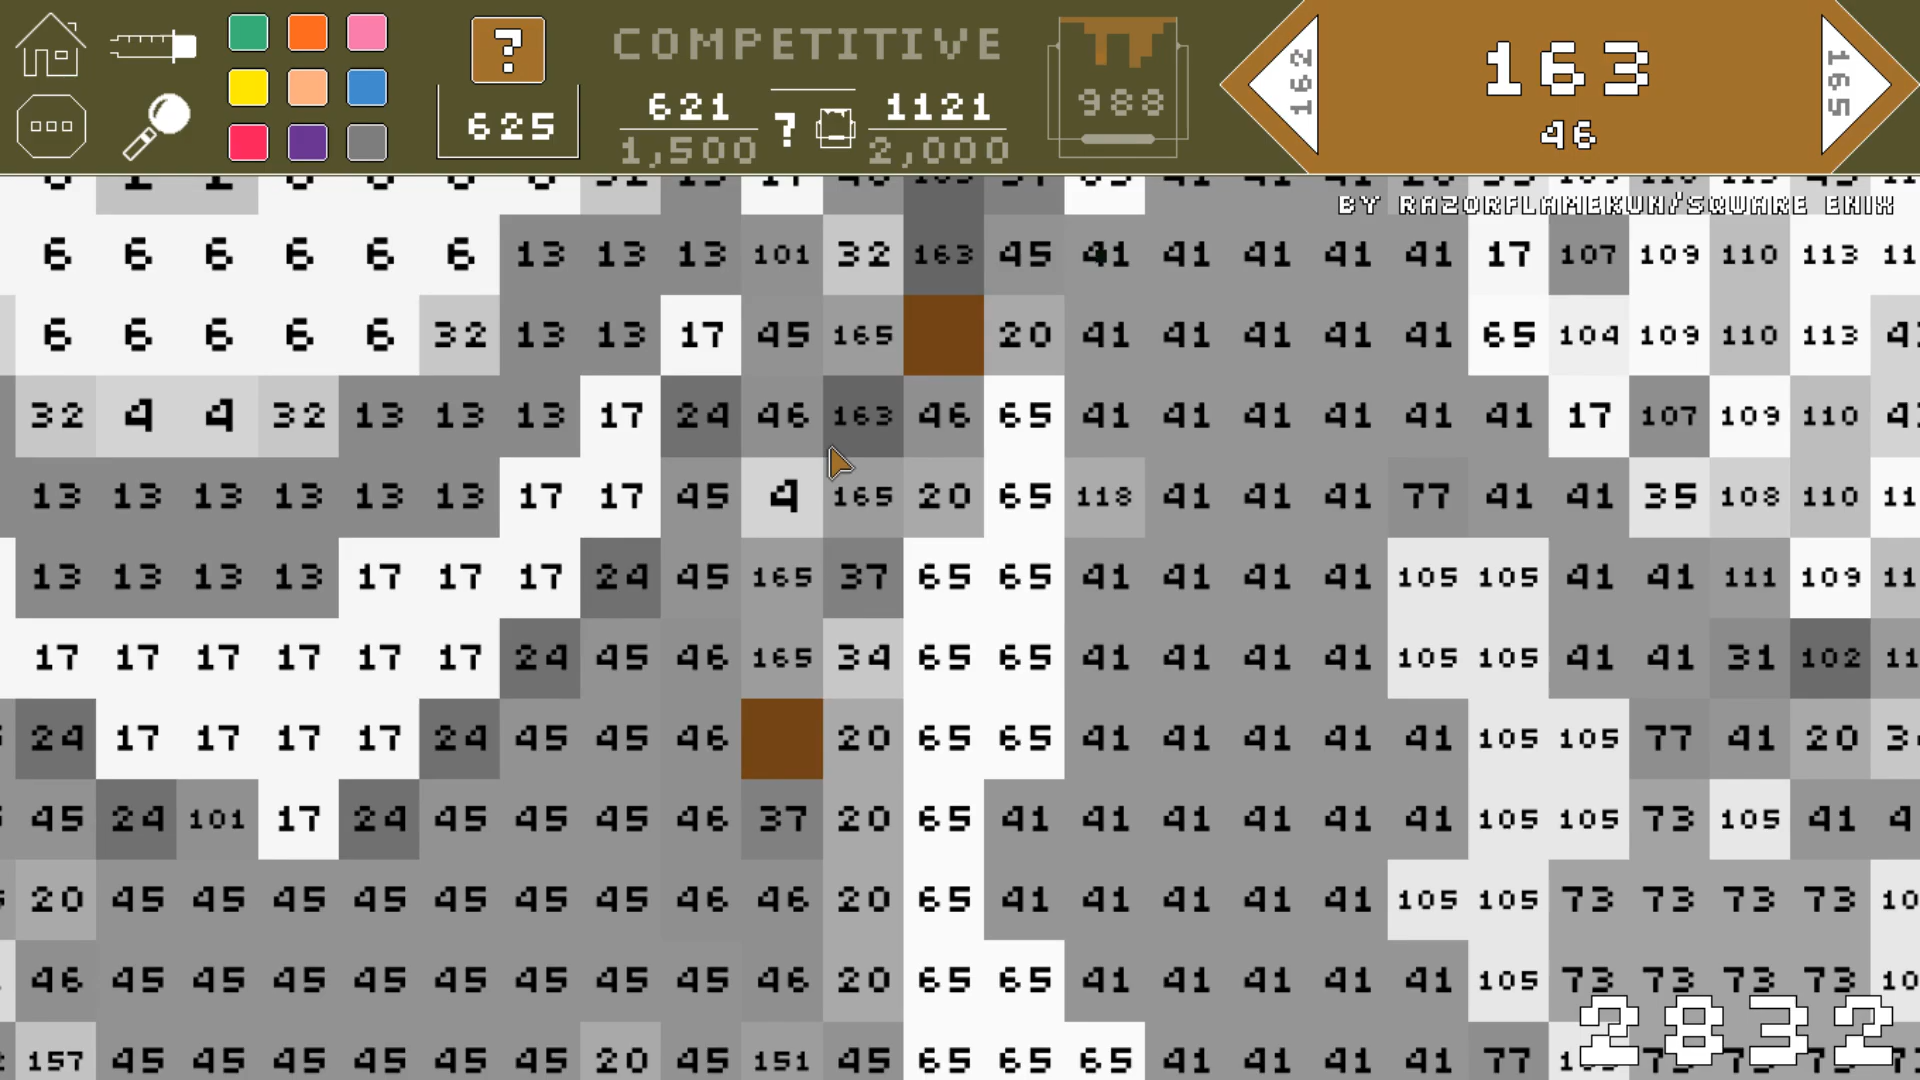 COMPETITIVE
162 163 165
46
625
621 1121
1,500 ? 2,000
988
BY RAZORFLAMEKUN/SQUARE ENIX
6 6 6 6 6 6 13 13 13 101 32 163 45 41 41 41 41 41 17 107 109 110 113
6 6 6 6 6 32 13 13 17 45 165 20 41 41 41 41 41 65 104 109 110 113
32 4 4 32 13 13 13 17 24 46 163 46 65 41 41 41 41 41 41 17 107 109 110
13 13 13 13 13 13 17 17 45 4 165 20 65 118 41 41 41 77 41 41 35 108 110
13 13 13 13 17 17 17 24 45 165 37 65 65 41 41 41 41 105 105 41 41 111 109
17 17 17 17 17 17 24 45 46 165 34 65 65 41 41 41 41 105 105 41 41 31 102
24 17 17 17 17 24 45 45 46 20 65 65 41 41 41 41 41 105 105 77 41 20
45 24 101 17 24 45 45 45 46 37 20 65 41 41 41 41 41 41 105 105 73 105 41
20 45 45 45 45 45 45 45 46 46 20 65 41 41 41 41 41 105 105 73 73 73 73
46 45 45 45 45 45 45 45 45 46 20 65 65 41 41 41 41 41 105 73 73 73 73
157 45 45 45 45 45 45 20 45 151 45 65 65 65 41 41 41 41 77
2832